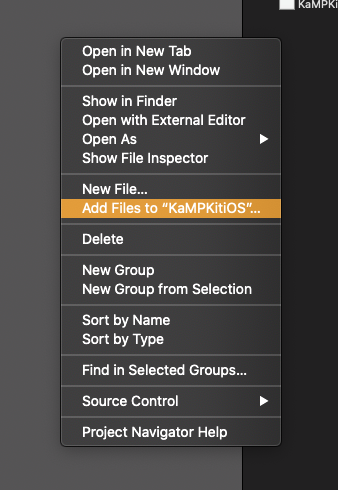 KaMPKi
Open in New Tab
Open in New Window
Show in Finder
Open with External Editor
Open As
Show File Inspector
New File...
Add Files to “KaMPKitiOS”...
Delete
New Group
New Group from Selection
Sort by Name
Sort by Type
Find in Selected Groups...
Source Control
Project Navigator Help